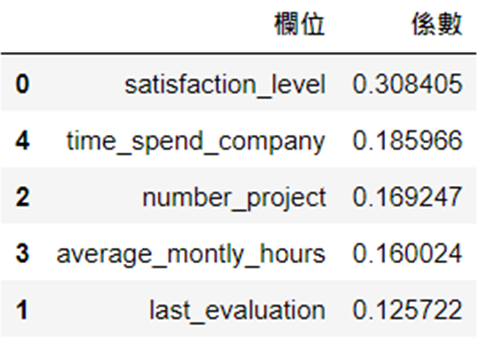 欄位 係數
0 satisfaction_level 0.308405
4 time_spend_company 0.185966
2 number_project 0.169247
3 average_montly_hours 0.160024
1 last_evaluation 0.125722